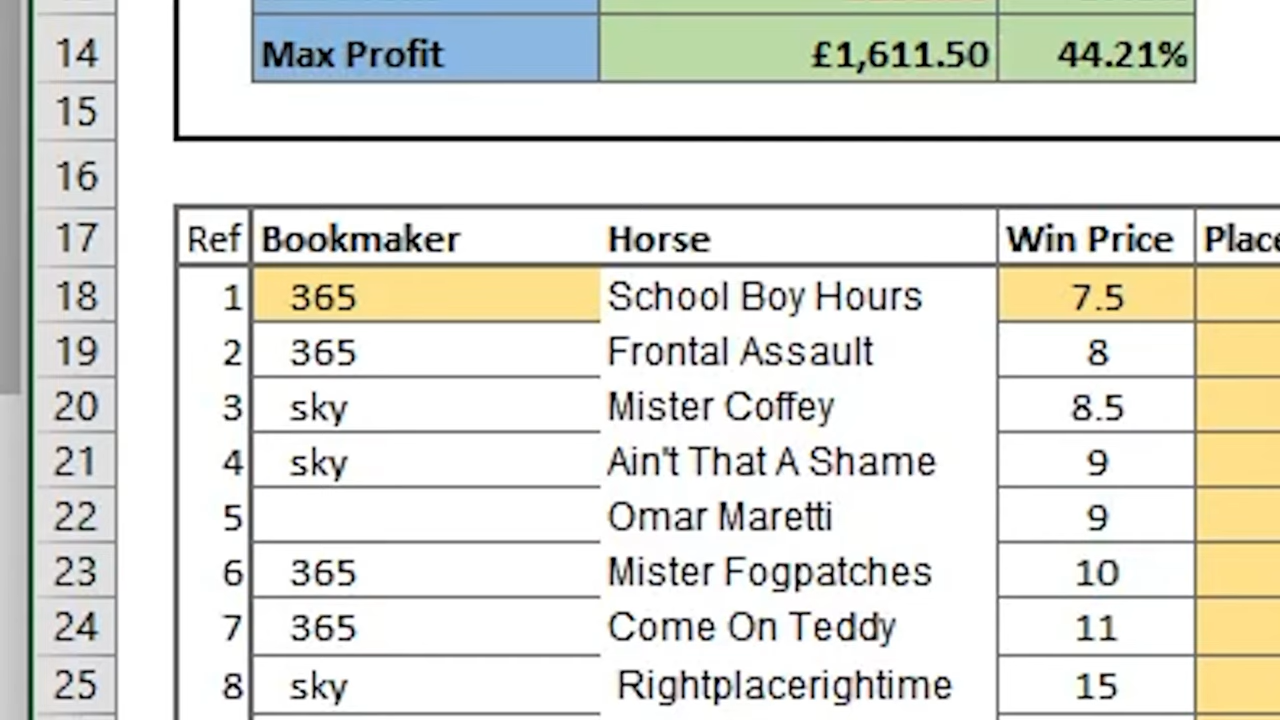 14 Max Profit £1,611.50 44.21%
15
16
17 Ref Bookmaker Horse Win Price
18 1 365 School Boy Hours 7.5
19 2 365 Frontal Assault 8
20 3 sky Mister Coffey 8.5
21 4 sky Ain't That A Shame 9
22 5 Omar Maretti 9
23 6 365 Mister Fogpatches 10
24 7 365 Come On Teddy 11
25 8 sky Rightplacerightime 15